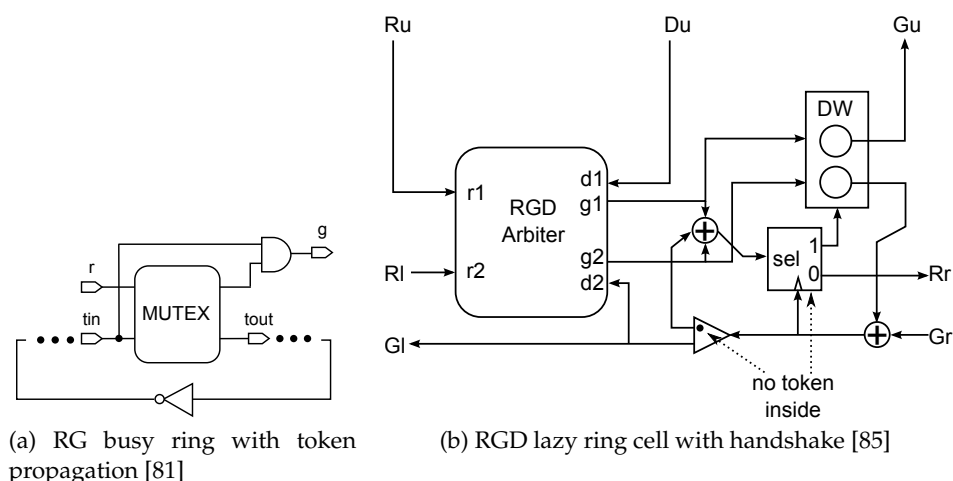 Ru
Du
Gu
DW
r1
RGD
Arbiter
d1
g1
g2
d2
Rl
r2
sel
1
0
Rr
Gl
Gr
no token
inside
g
r
MUTEX
tin
tout
(a) RG busy ring with token
propagation [81]
(b) RGD lazy ring cell with handshake [85]